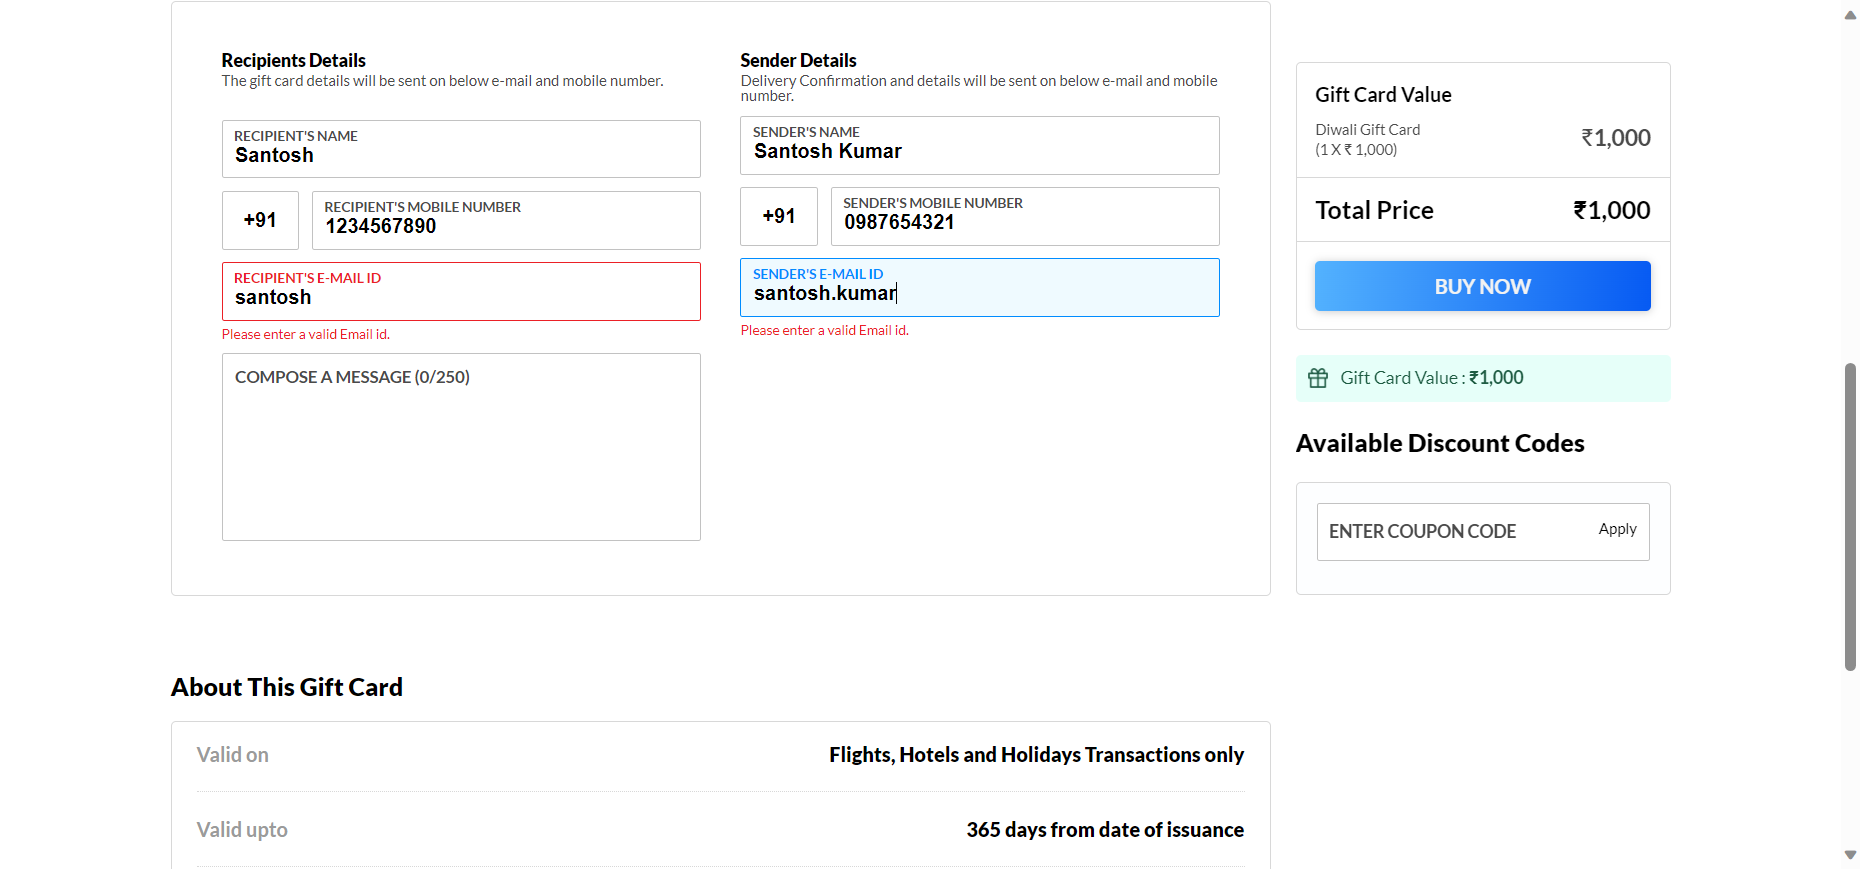 Recipients Details
The gift card details will be sent on below e-mail and mobile number.
RECIPIENT'S NAME
Santosh
+91
RECIPIENT'S MOBILE NUMBER
1234567890
RECIPIENT'S E-MAIL ID
santosh
Please enter a valid Email id.
COMPOSE A MESSAGE (0/250)
Sender Details
Delivery Confirmation and details will be sent on below e-mail and mobile
number.
SENDER'S NAME
Santosh Kumar
+91
SENDER'S MOBILE NUMBER
0987654321
SENDER'S E-MAIL ID
santosh.kumar
Please enter a valid Email id.
Gift Card Value
Diwali Gift Card
(1 X ₹ 1,000)
₹1,000
Total Price
₹1,000
BUY NOW
Gift Card Value : ₹1,000
Available Discount Codes
ENTER COUPON CODE
Apply
About This Gift Card
Valid on
Flights, Hotels and Holidays Transactions only
Valid upto
365 days from date of issuance